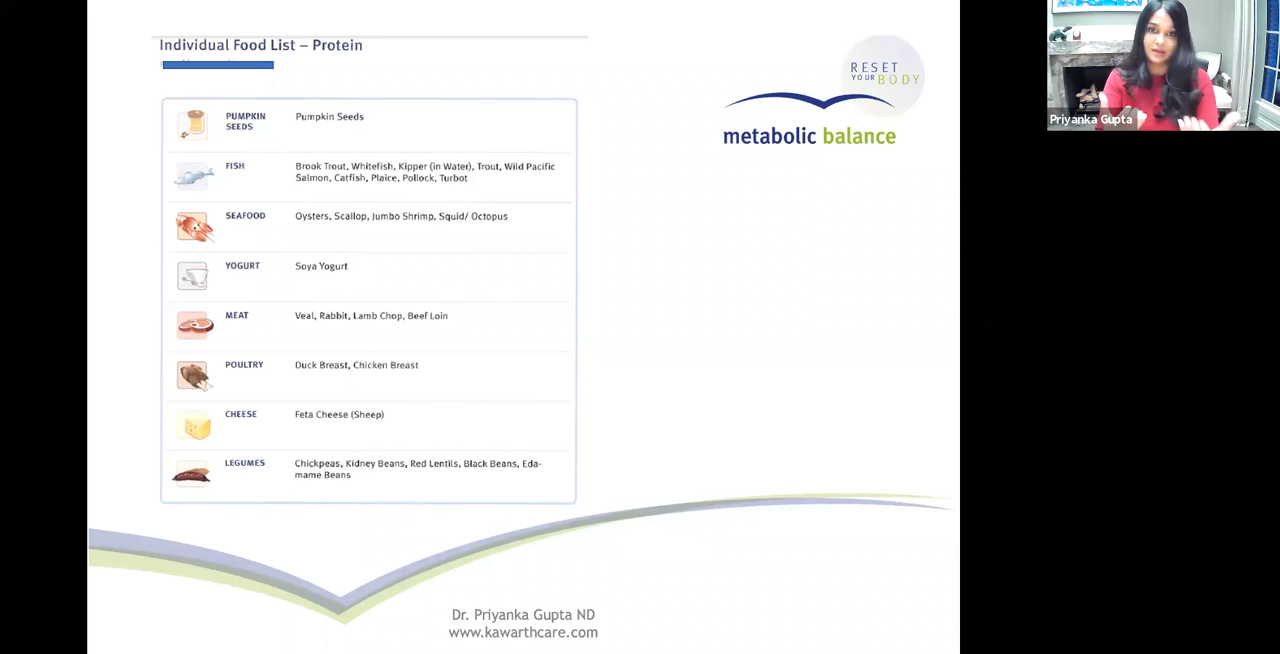 Individual Food List – Protein
RESET
YOUR BODY
metabolic balance
PUMPKIN SEEDS
Pumpkin Seeds
FISH
Brook Trout, Whitefish, Kipper (in Water), Trout, Wild Pacific
Salmon, Catfish, Plaice, Pollock, Turbot
SEAFOOD
Oysters, Scallop, Jumbo Shrimp, Squid/ Octopus
YOGURT
Soya Yogurt
MEAT
Veal, Rabbit, Lamb Chop, Beef Loin
POULTRY
Duck Breast, Chicken Breast
CHEESE
Feta Cheese (Sheep)
LEGUMES
Chickpeas, Kidney Beans, Red Lentils, Black Beans, Eda-
mame Beans
Dr. Priyanka Gupta ND
www.kawarthcare.com
Priyanka Gupta